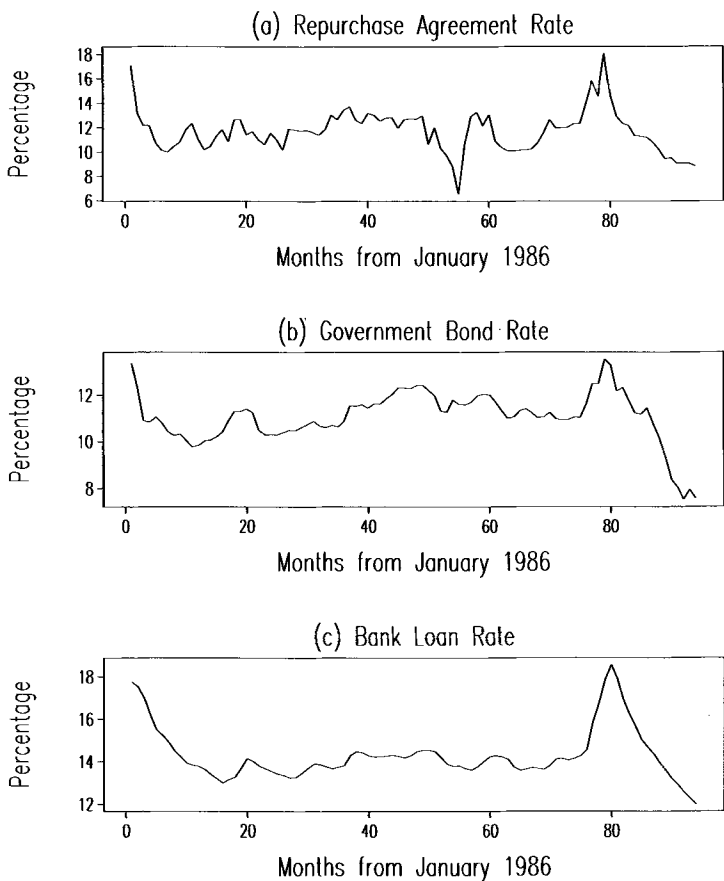 (a) Repurchase Agreement Rate
Percentage
18
16
14
12
10
8
6
0 20 40 60 80
Months from January 1986
(b) Government Bond Rate
Percentage
12
10
8
0 20 40 60 80
Months from January 1986
(c) Bank Loan Rate
Percentage
18
16
14
12
0 20 40 60 80
Months from January 1986